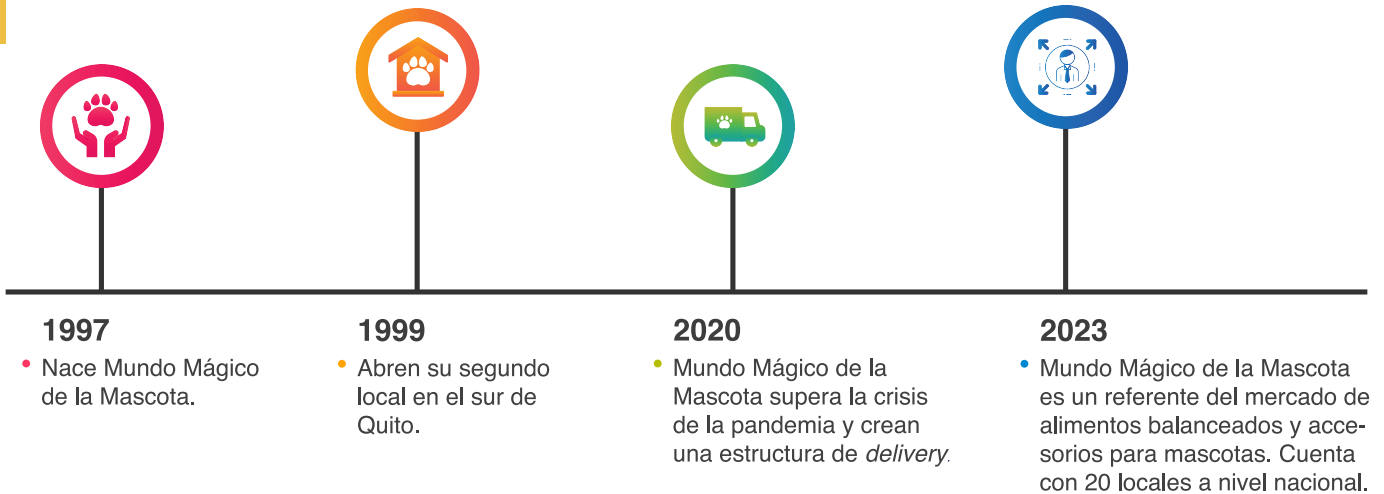 1997
Nace Mundo Mágico
de la Mascota.
1999
Abren su segundo
local en el sur de
Quito.
2020
Mundo Mágico de la
Mascota supera la crisis
de la pandemia y crean
una estructura de delivery.
2023
Mundo Mágico de la Mascota
es un referente del mercado de
alimentos balanceados y acce-
sorios para mascotas. Cuenta
con 20 locales a nivel nacional.